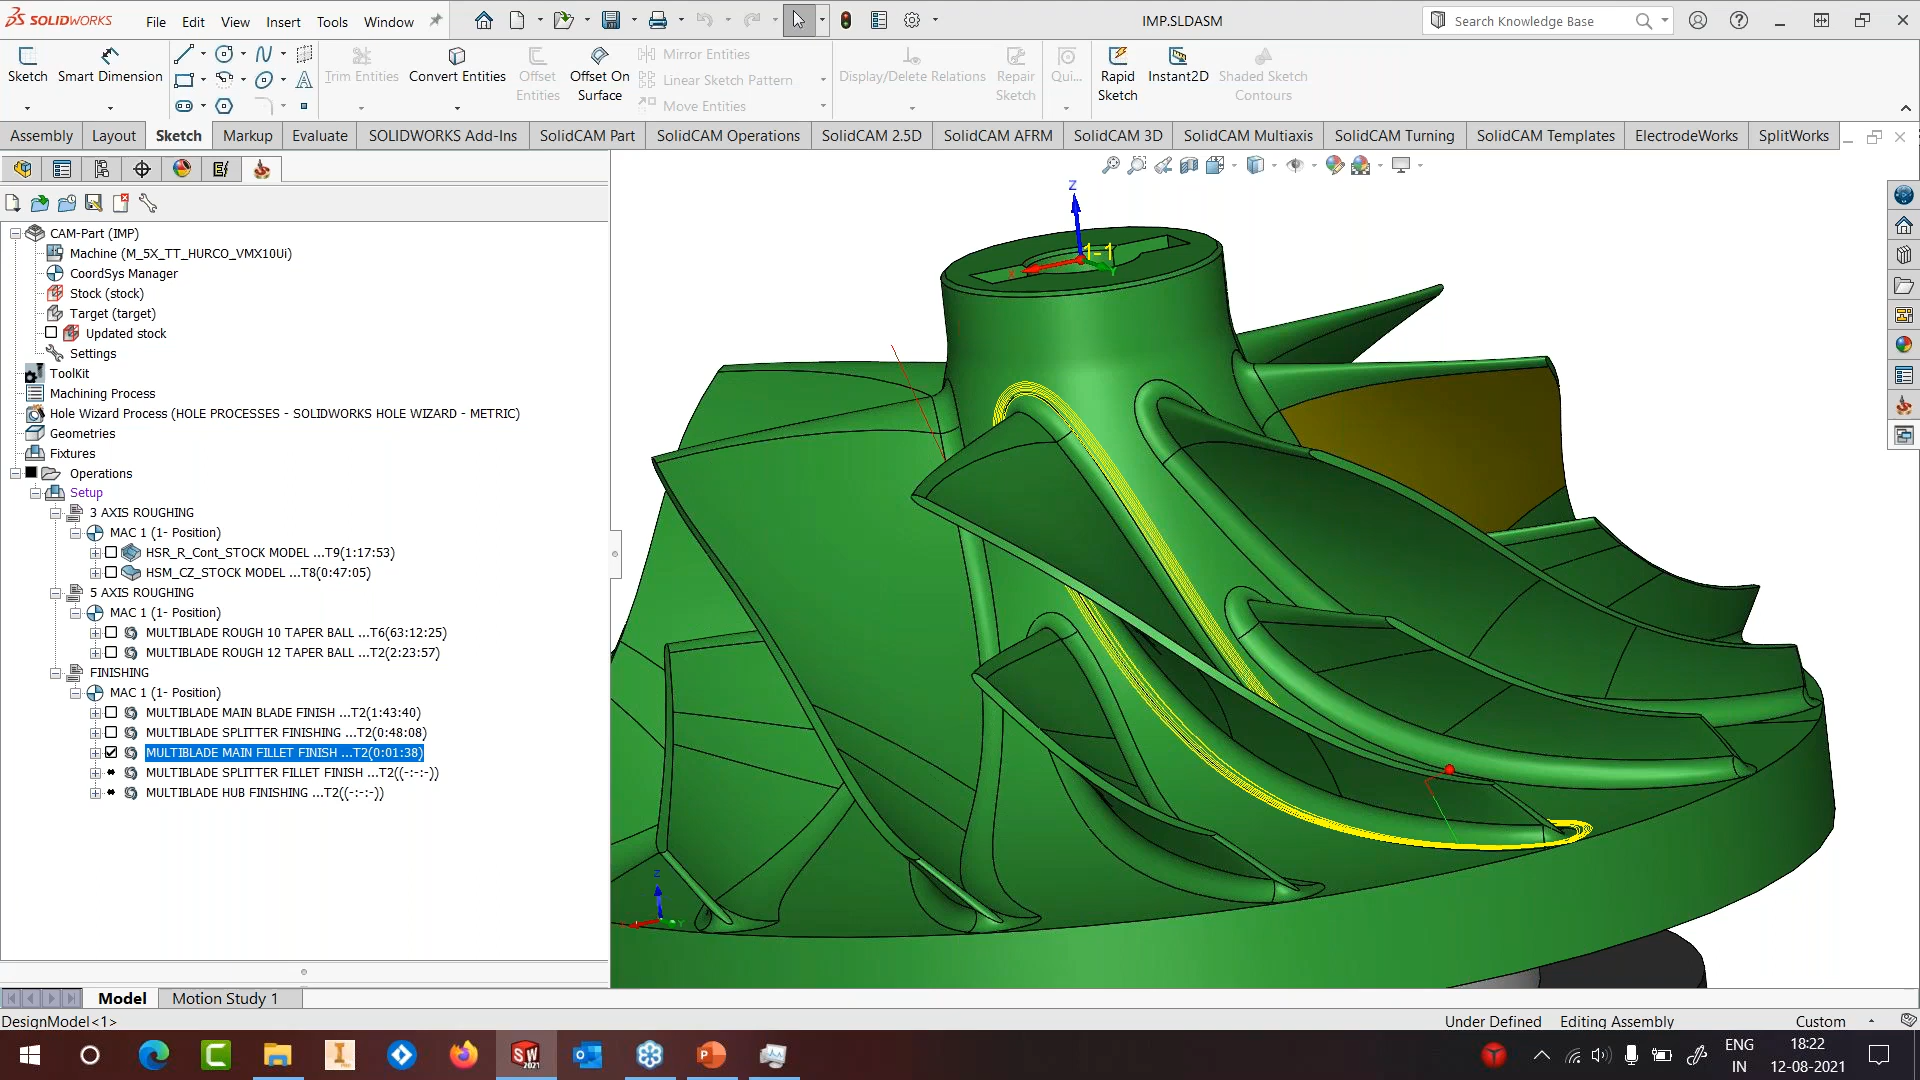 SOLIDWORKS File Edit View Insert Tools Window IMP.SLDASM Search Knowledge Base
Sketch Smart Dimension Trim Entities Convert Entities Offset Entities Offset On Surface Mirror Entities Linear Sketch Pattern Move Entities Display/Delete Relations Repair Sketch Qui... Rapid Sketch Instant2D Shaded Sketch Contours
Assembly Layout Sketch Markup Evaluate SOLIDWORKS Add-Ins SolidCAM Part SolidCAM Operations SolidCAM 2.5D SolidCAM AFRM SolidCAM 3D SolidCAM Multiaxis SolidCAM Turning SolidCAM Templates ElectrodeWorks SplitWorks
CAM-Part (IMP)
Machine (M_5X_TT_HURCO_VMX10Ui)
CoordSys Manager
Stock (stock)
Target (target)
Updated stock
Settings
ToolKit
Machining Process
Hole Wizard Process (HOLE PROCESSES - SOLIDWORKS HOLE WIZARD - METRIC)
Geometries
Fixtures
Operations
Setup
3 AXIS ROUGHING
MAC 1 (1- Position)
HSR_R_Cont_STOCK MODEL ...T9(1:17:53)
HSM_CZ_STOCK MODEL ...T8(0:47:05)
5 AXIS ROUGHING
MAC 1 (1- Position)
MULTIBLADE ROUGH 10 TAPER BALL ...T6(63:12:25)
MULTIBLADE ROUGH 12 TAPER BALL ...T2(2:23:57)
FINISHING
MAC 1 (1- Position)
MULTIBLADE MAIN BLADE FINISH ...T2(1:43:40)
MULTIBLADE SPLITTER FINISHING ...T2(0:48:08)
MULTIBLADE MAIN FILLET FINISH ...T2(0:01:38)
MULTIBLADE SPLITTER FILLET FINISH ...T2((-:-:-))
MULTIBLADE HUB FINISHING ...T2((-:-:-))
Z
1-1
X
Y
Z
Y
Model Motion Study 1
DesignModel<1> Under Defined Editing Assembly Custom
SW 2021
ENG 18:22
IN 12-08-2021